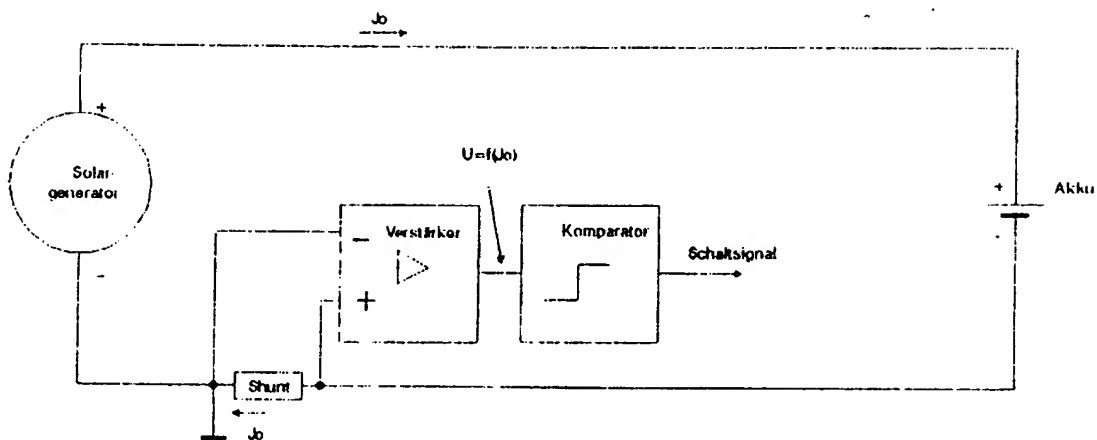 Jo
+
Solar-
generator
-
U=f(Jo)
Verstärker
-
+
Komparator
Schaltsignal
+
Akku
-
Shunt
Jo